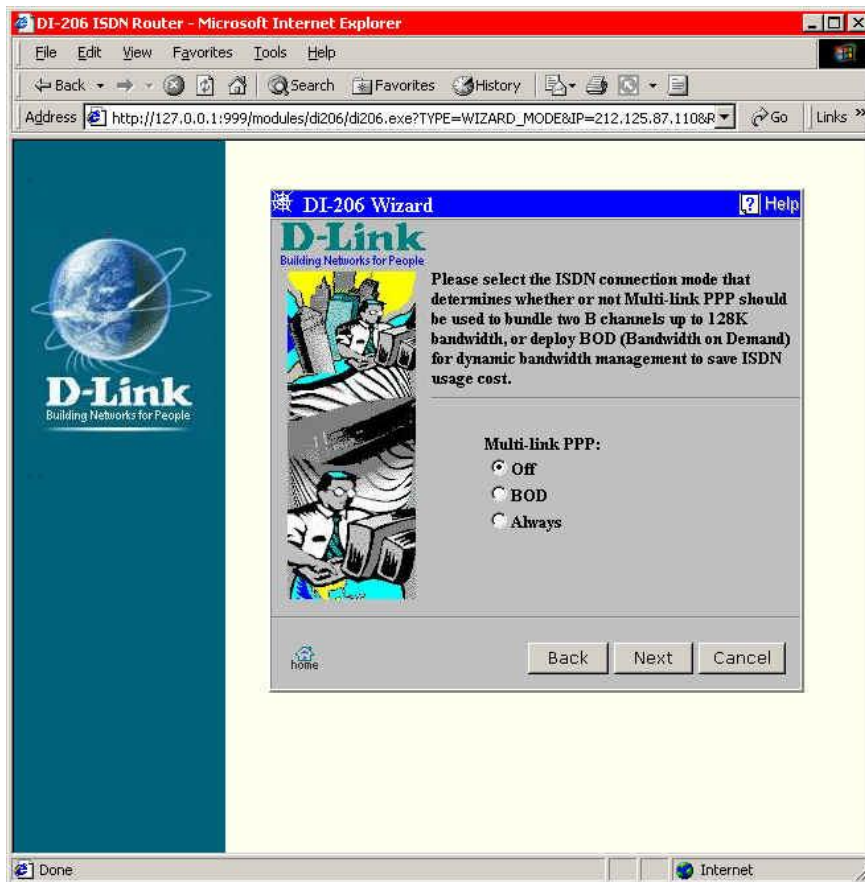 DI-206 ISDN Router - Microsoft Internet Explorer
File Edit View Favorites Tools Help
Back Search Favorites History
Address http://127.0.0.1:999/modules/di206/di206.exe?TYPE=WIZARD_MODE&IP=212.125.87.110&R Go Links »
D-Link
Building Networks for People
DI-206 Wizard ? Help
D-Link
Building Networks for People
Please select the ISDN connection mode that
determines whether or not Multi-link PPP should
be used to bundle two B channels up to 128K
bandwidth, or deploy BOD (Bandwidth on Demand)
for dynamic bandwidth management to save ISDN
usage cost.
Multi-link PPP:
Off
BOD
Always
home
Back Next Cancel
Done Internet